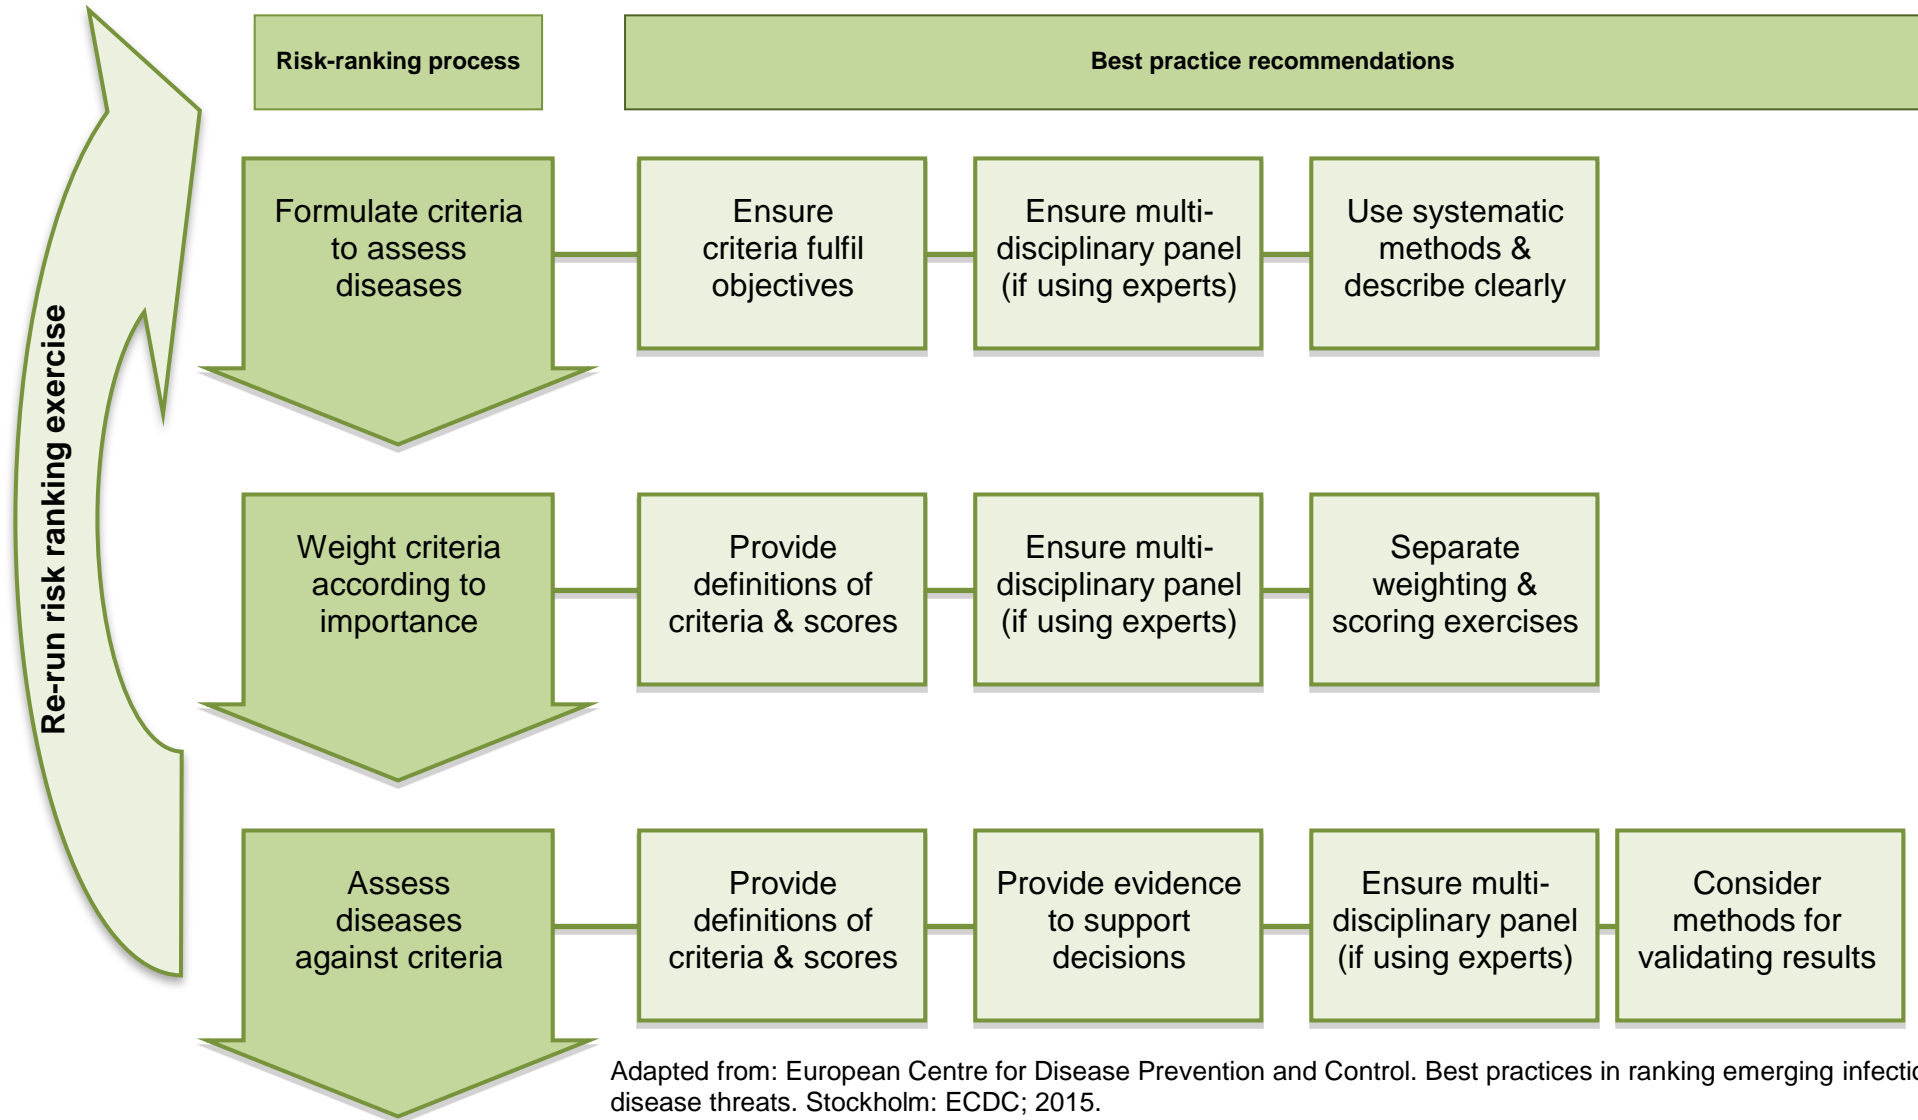 Risk-ranking process
Best practice recommendations
Re-run risk ranking exercise
Formulate criteria
to assess
diseases
Ensure
criteria fulfil
objectives
Ensure multi-
disciplinary panel
(if using experts)
Use systematic
methods &
describe clearly
Weight criteria
according to
importance
Provide
definitions of
criteria & scores
Ensure multi-
disciplinary panel
(if using experts)
Separate
weighting &
scoring exercises
Assess
diseases
against criteria
Provide
definitions of
criteria & scores
Provide evidence
to support
decisions
Ensure multi-
disciplinary panel
(if using experts)
Consider
methods for
validating results
Adapted from: European Centre for Disease Prevention and Control. Best practices in ranking emerging
disease threats. Stockholm: ECDC; 2015.